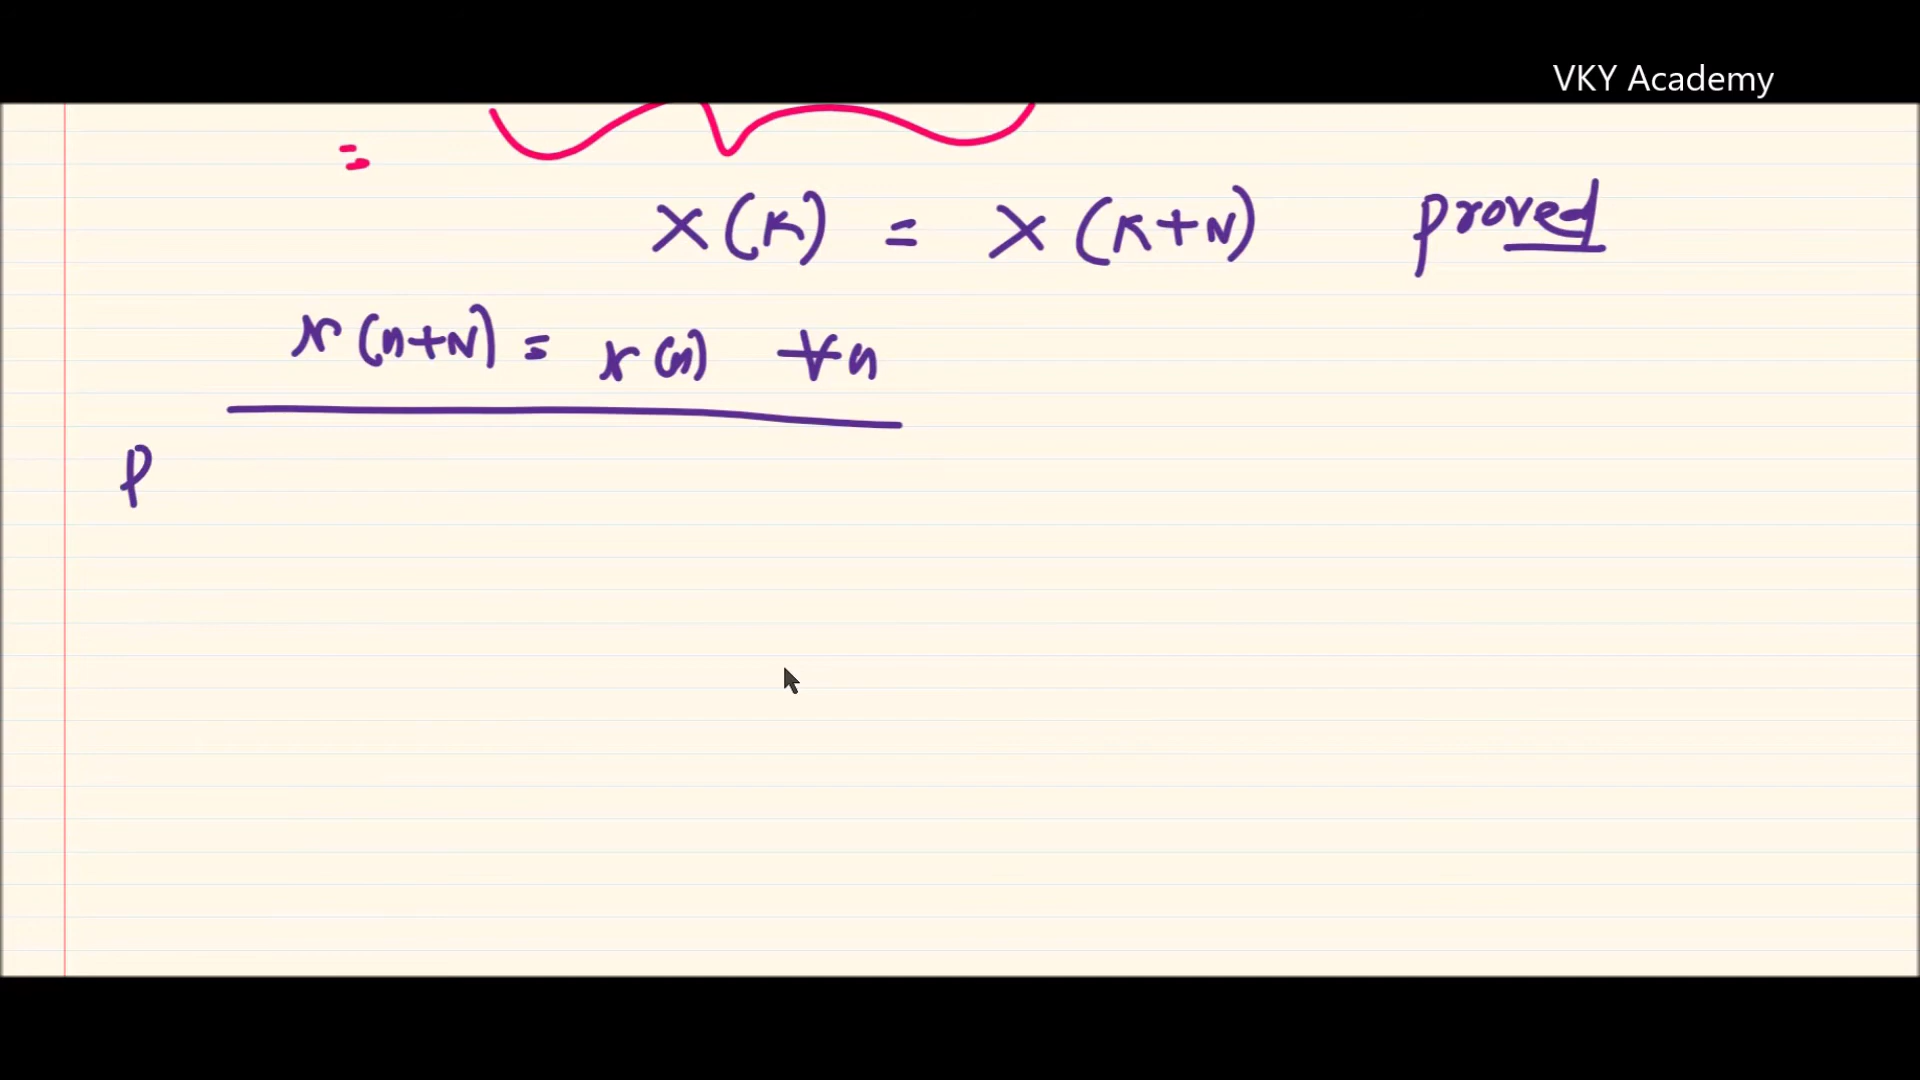 VKY Academy
=
X(K) = X(K+N) proved
x(n+N) = x(n) ∀n
P